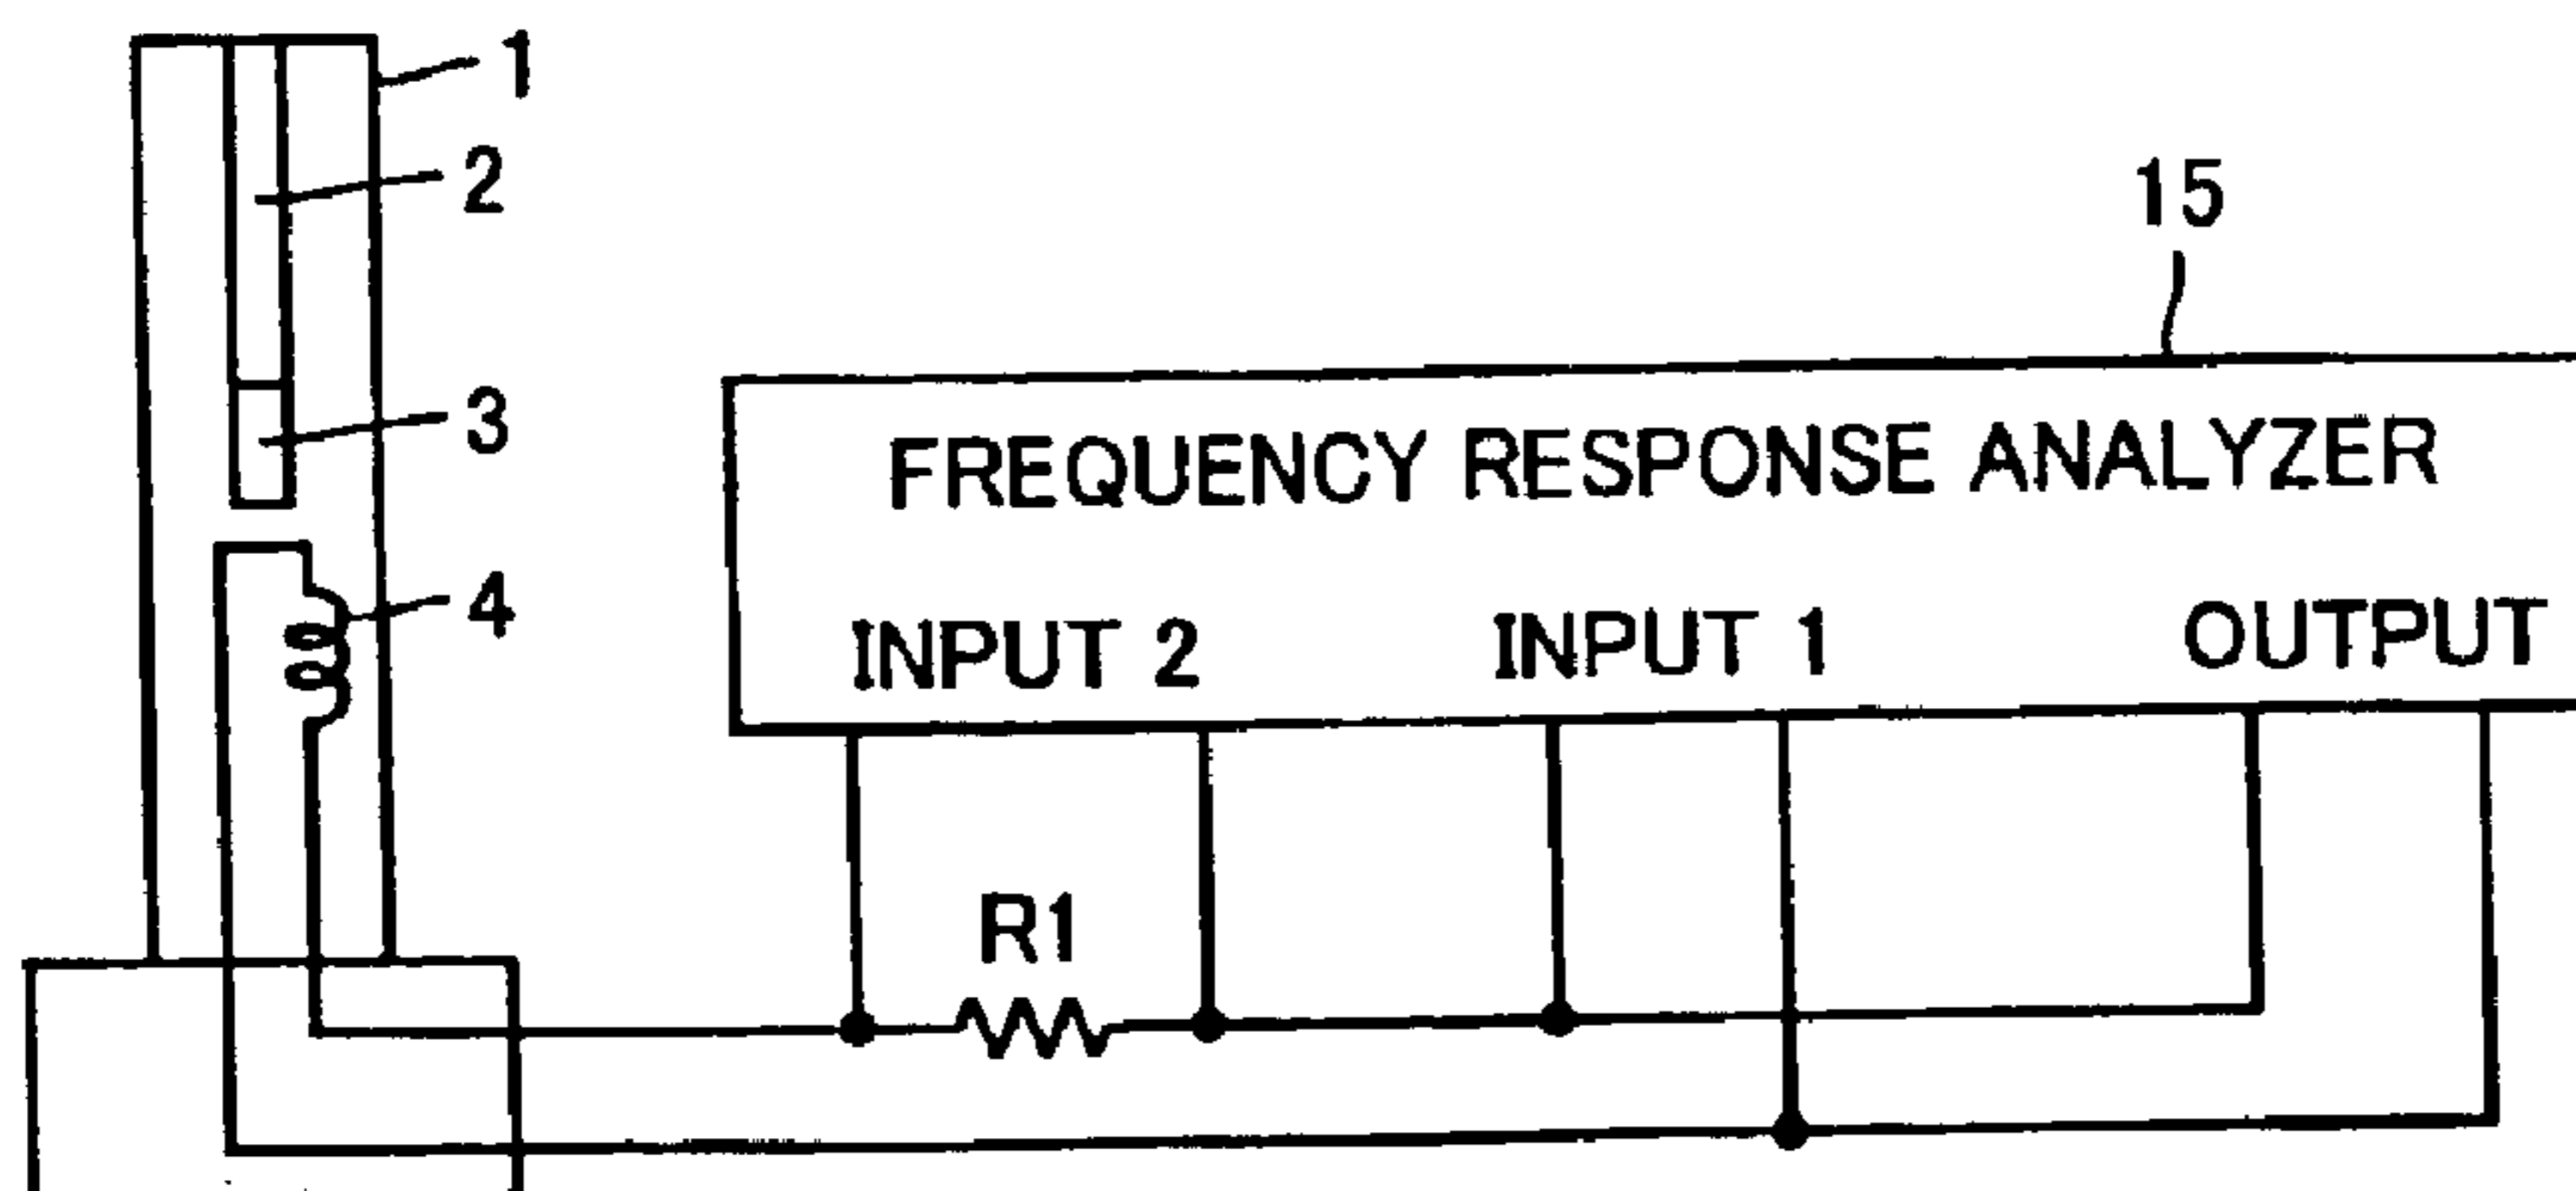 1
2
15
3
FREQUENCY RESPONSE ANALYZER
4
INPUT 2 INPUT 1 OUTPUT
R1